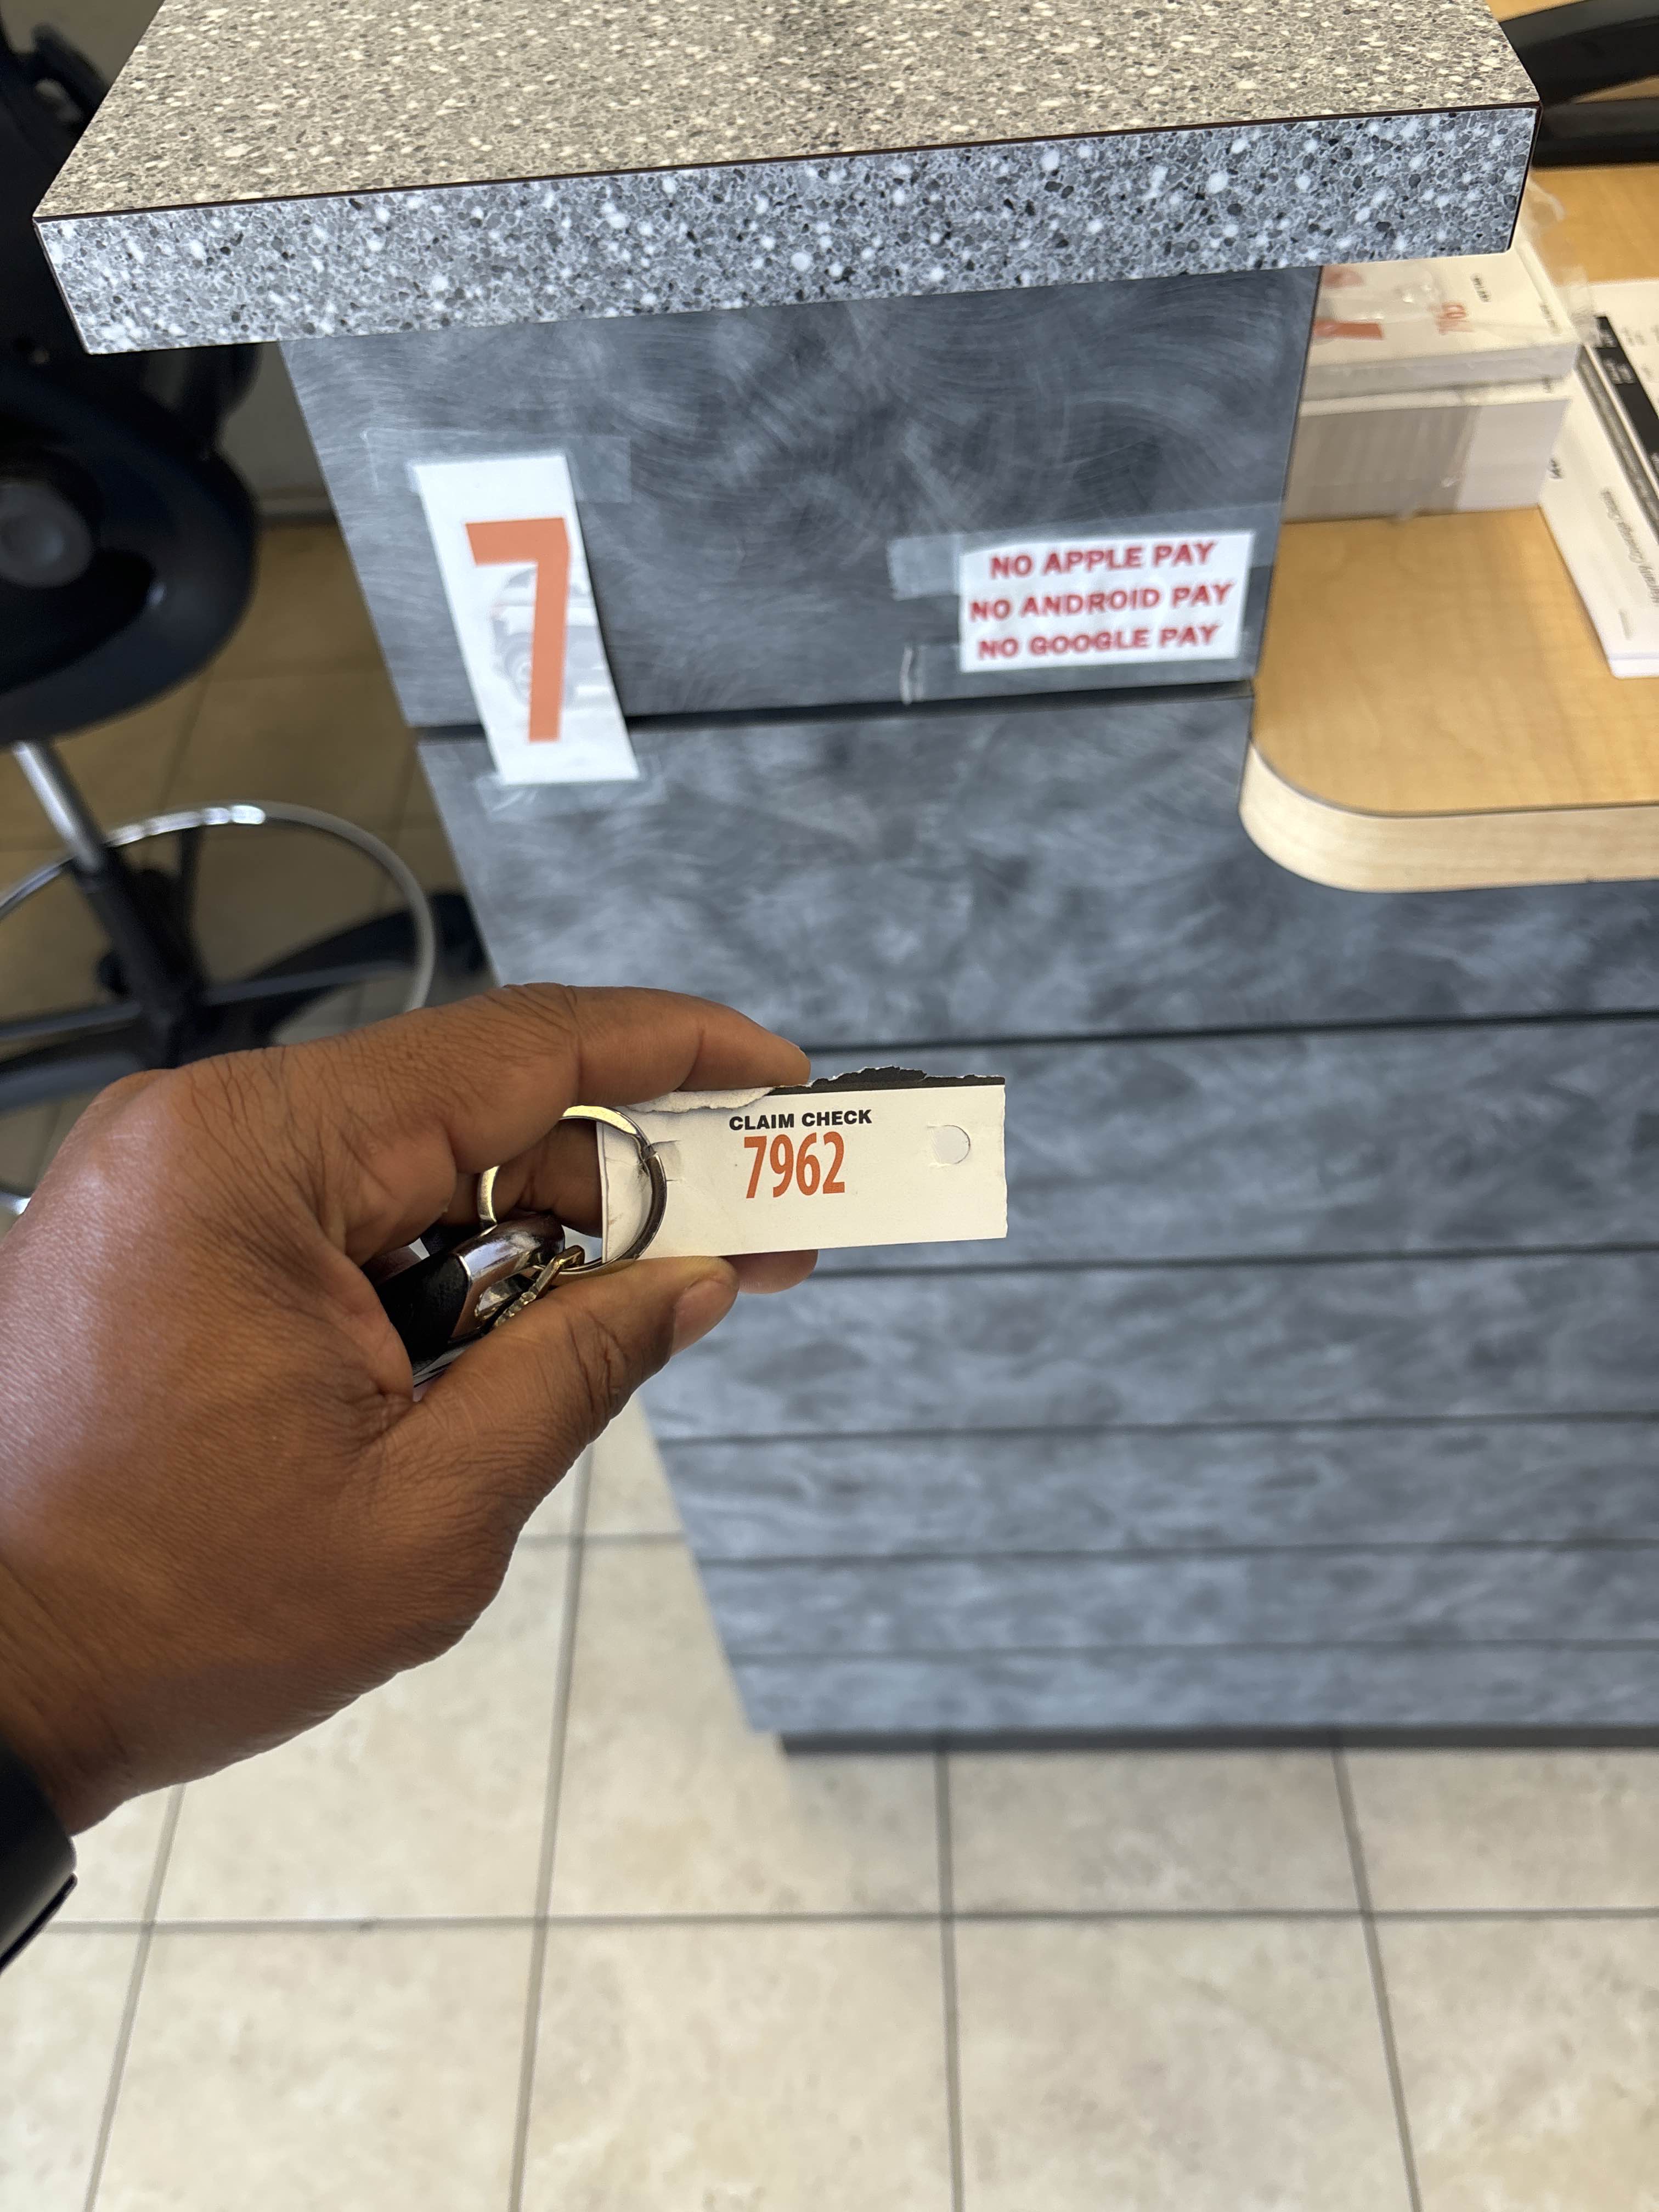 7
NO APPLE PAY
NO ANDROID PAY
NO GOOGLE PAY
CLAIM CHECK
7962